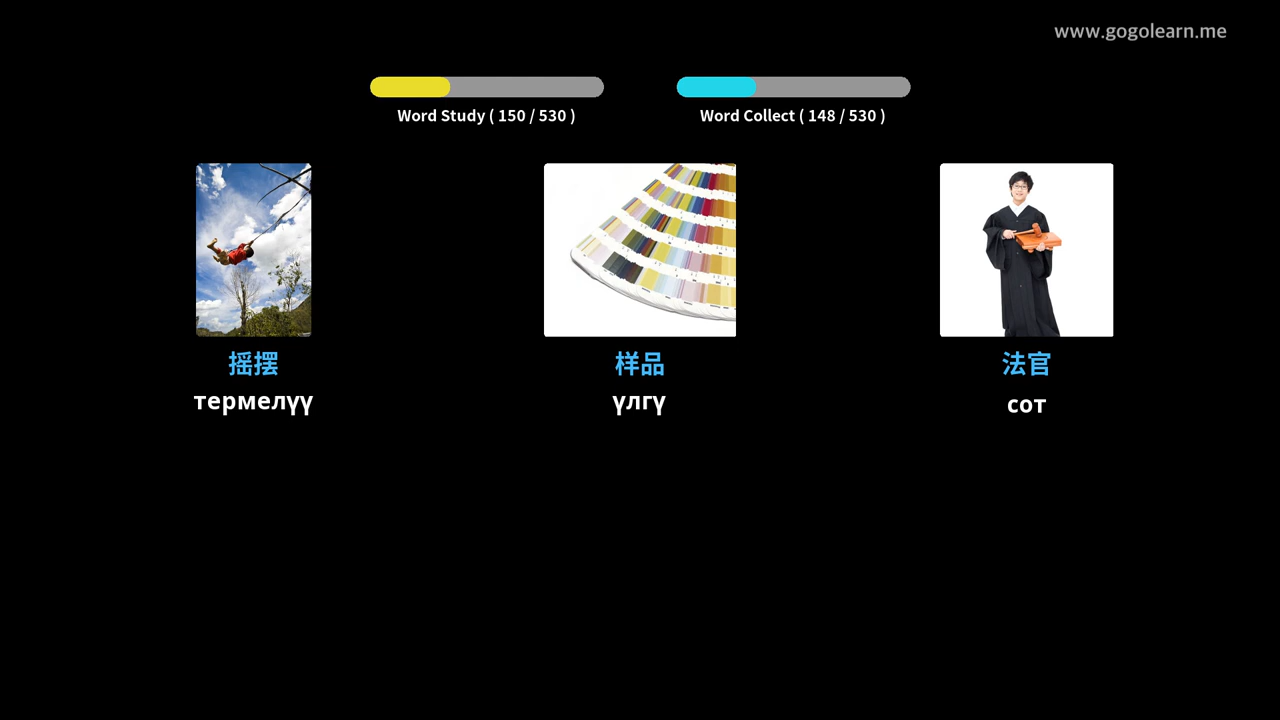 www.gogolearn.me
Word Study ( 150 / 530 )
Word Collect ( 148 / 530 )
摇摆
термелүү
样品
үлгү
法官
сот